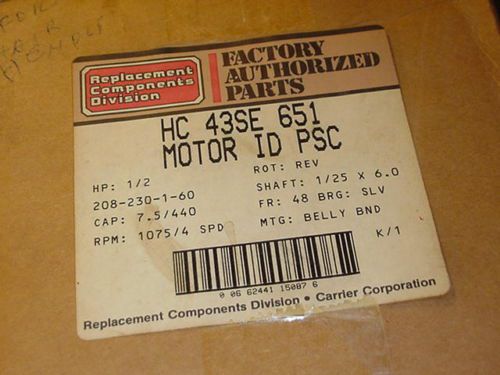 Replacement
Components
Division
FACTORY
AUTHORIZED
PARTS
HC 43SE 651
MOTOR ID PSC
HP: 1/2
ROT: REV
208-230-1-60
SHAFT: 1/25 X 6.0
CAP: 7.5/440
FR: 48 BRG: SLV
RPM: 1075/4 SPD
MTG: BELLY BND
K/1
0 06 62441 15087 6
Replacement Components Division • Carrier Corporation